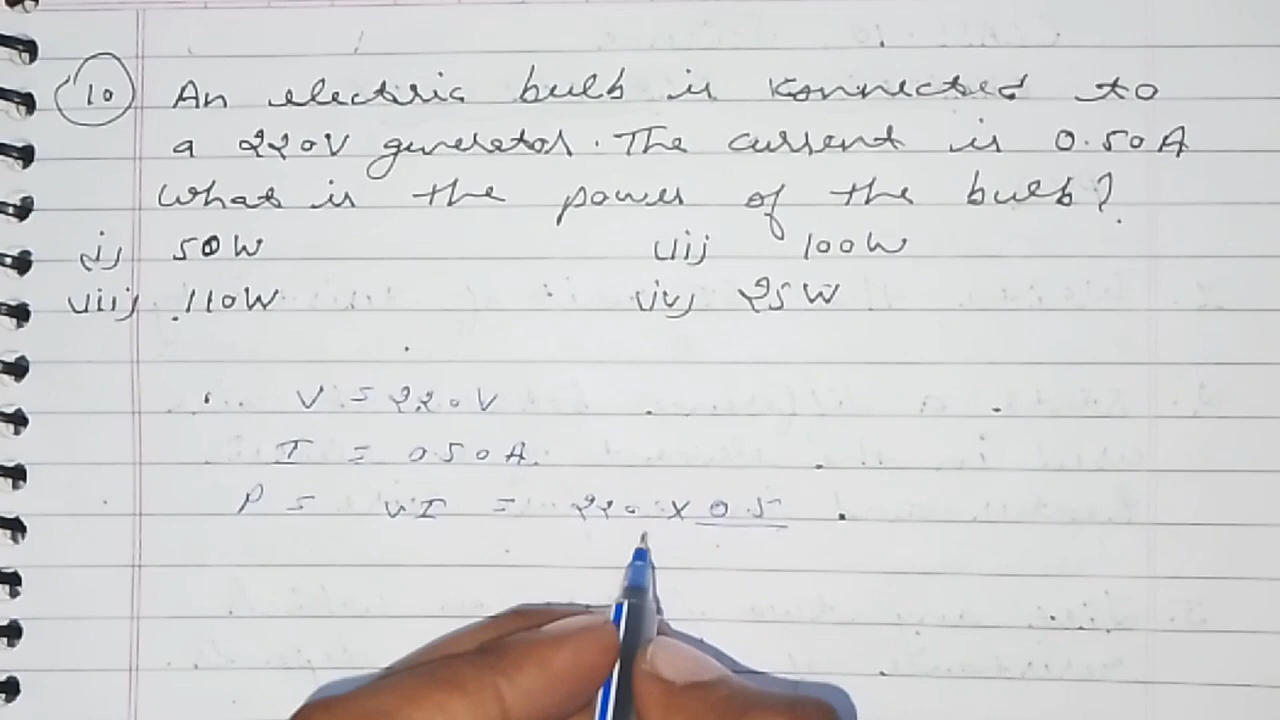 10 An electric bulb is konnected to
a 220V generator. The current is 0.50A
What is the power of the bulb?
i) 50W ii) 100W
iii) 110W iv) 25W
V = 220V
I = 0.50A
P = VI = 220 x 0.5